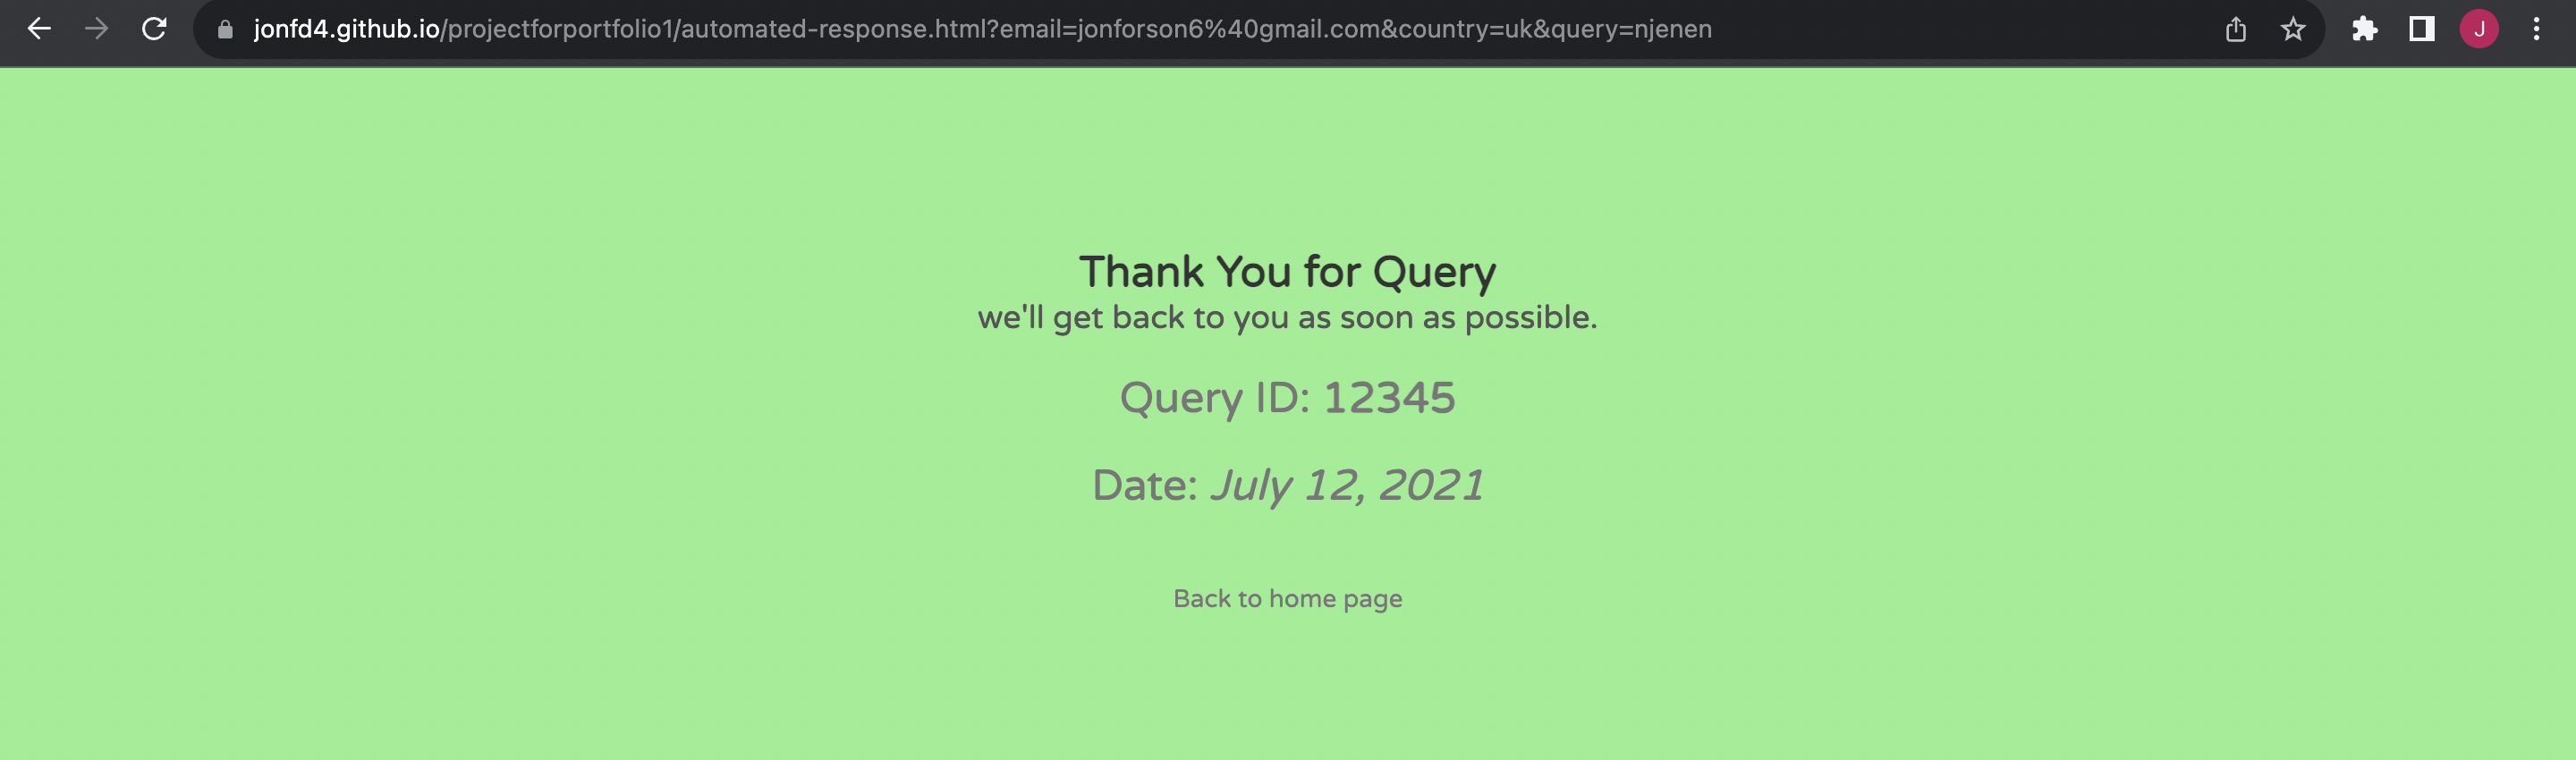 jonfd4.github.io/projectforportfolio1/automated-response.html?email=jonforson6%40gmail.com&country=uk&query=njenen
J
Thank You for Query
we'll get back to you as soon as possible.
Query ID: 12345
Date: July 12, 2021
Back to home page